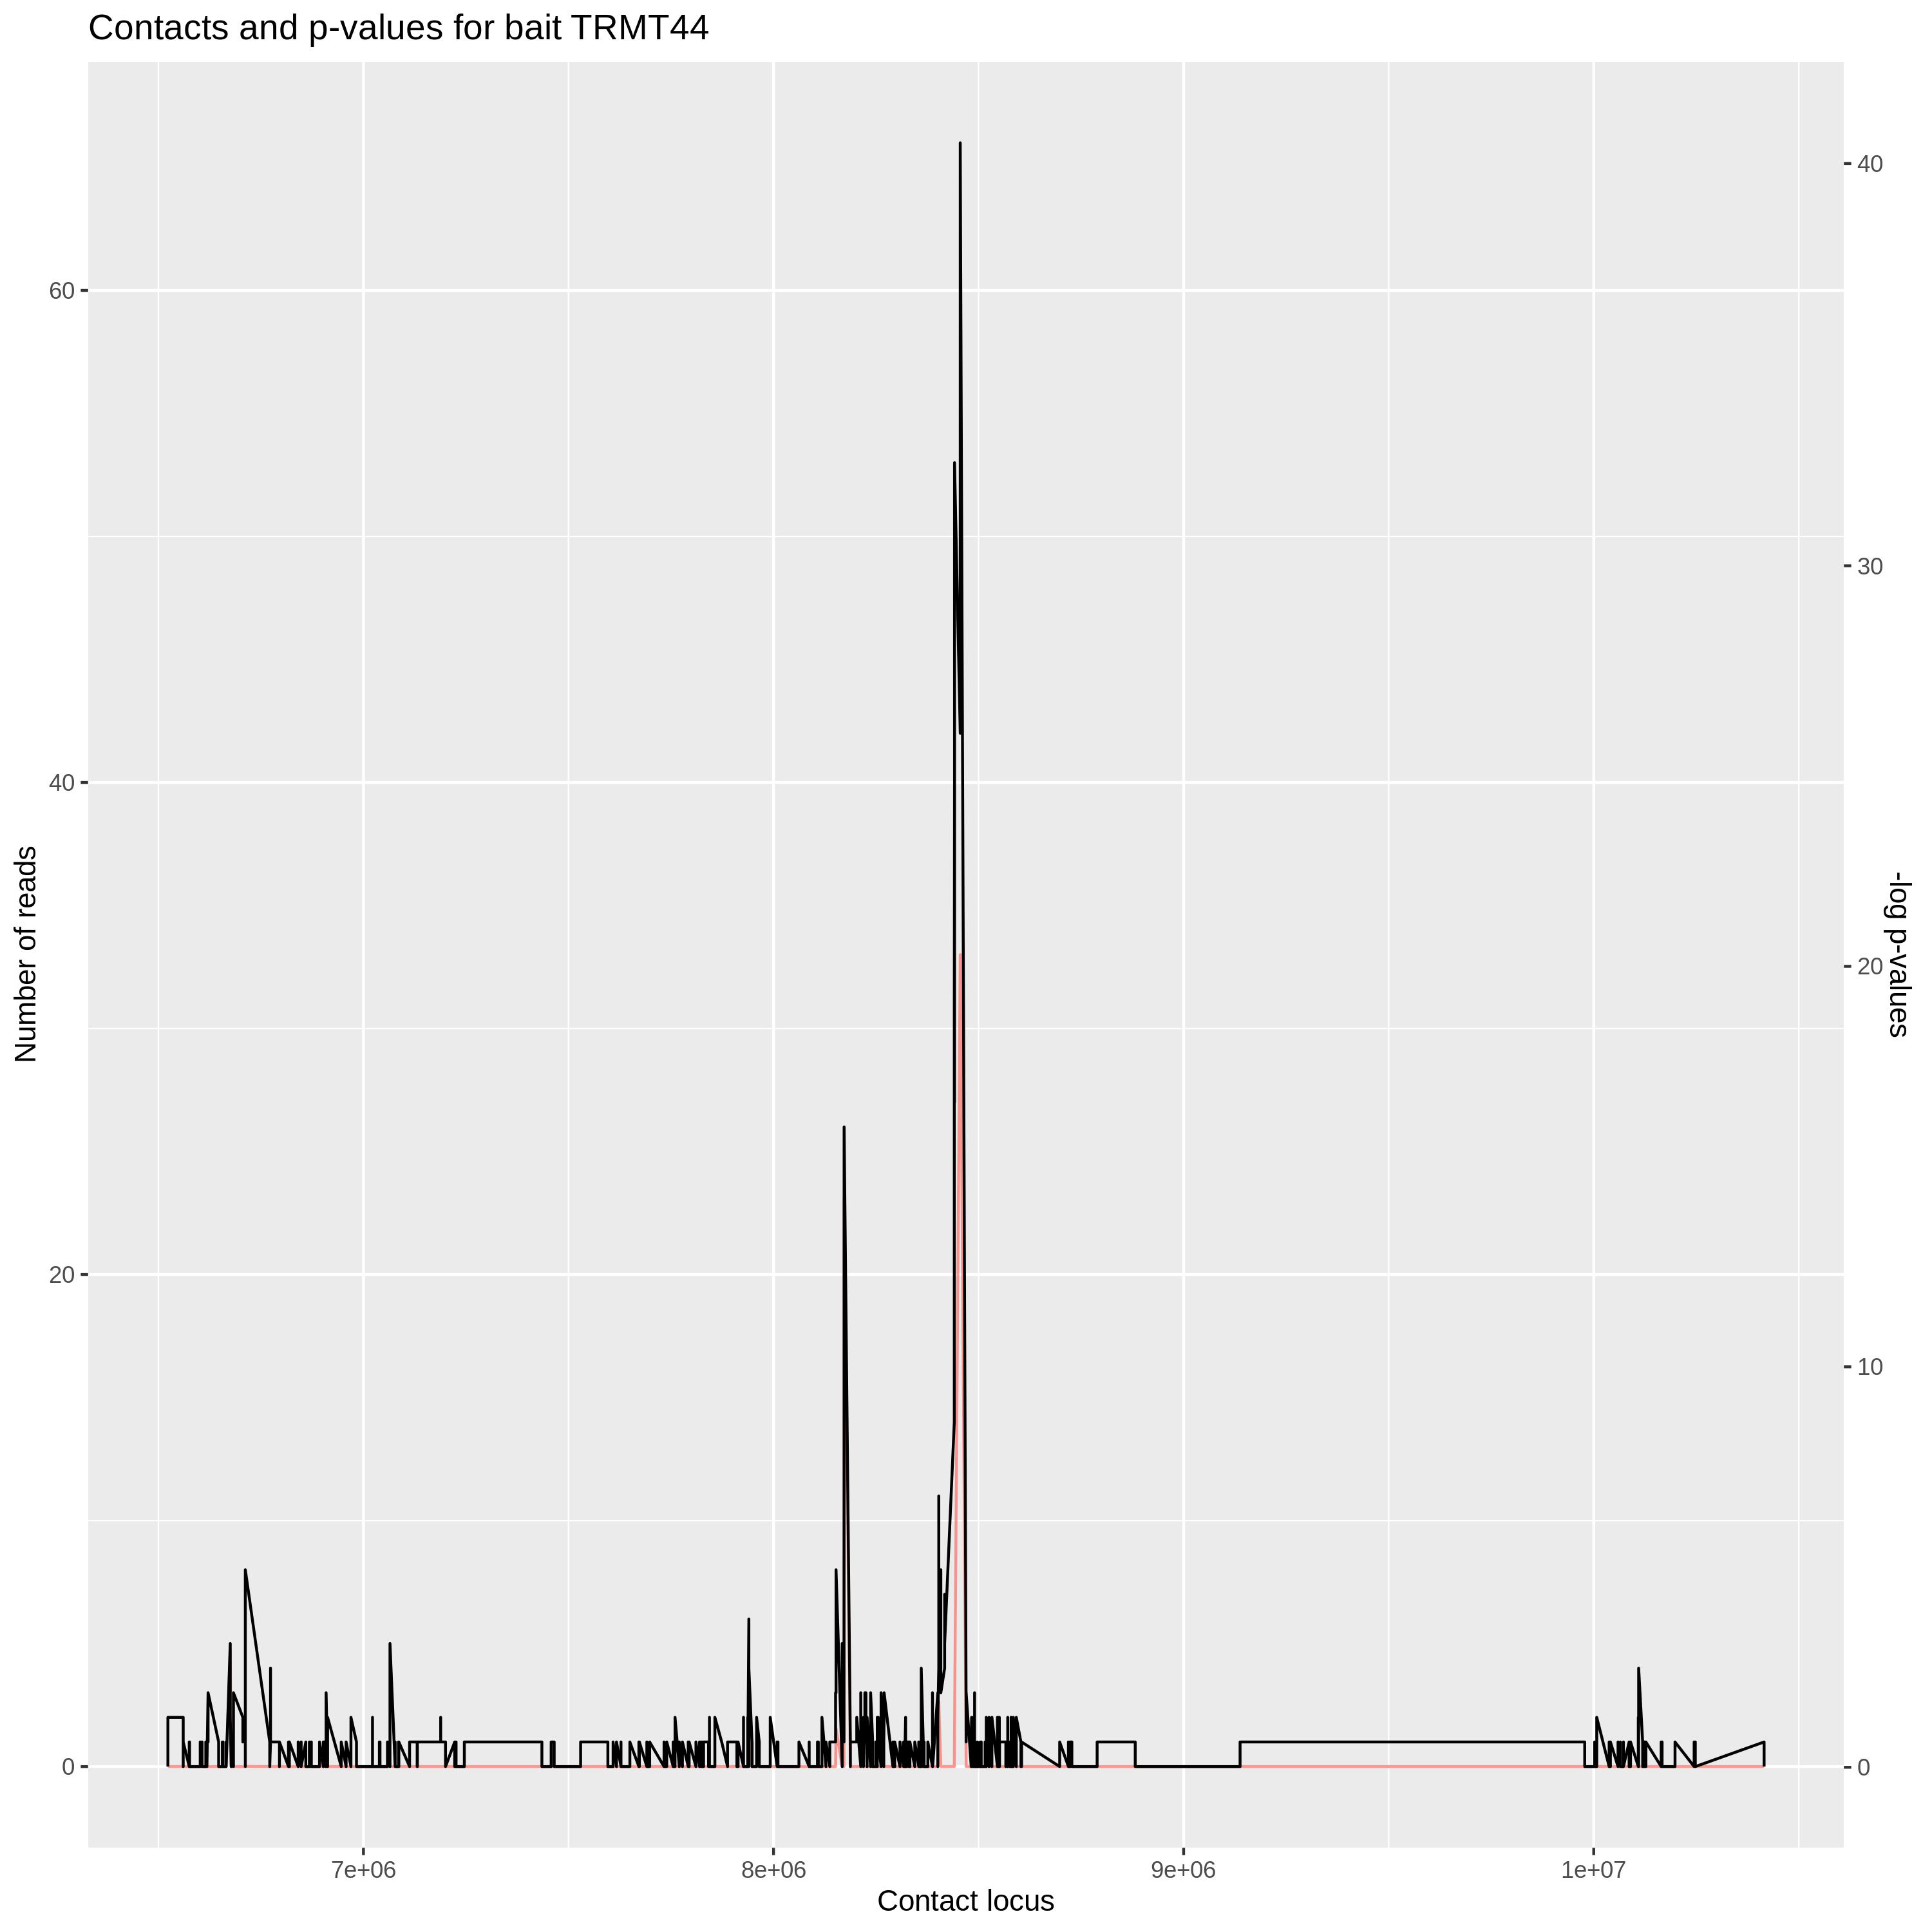 Contacts and p-values for bait TRMT44
60
40
20
0
Number of reads
40
30
20
10
0
-log p-values
7e+06
8e+06
9e+06
1e+07
Contact locus